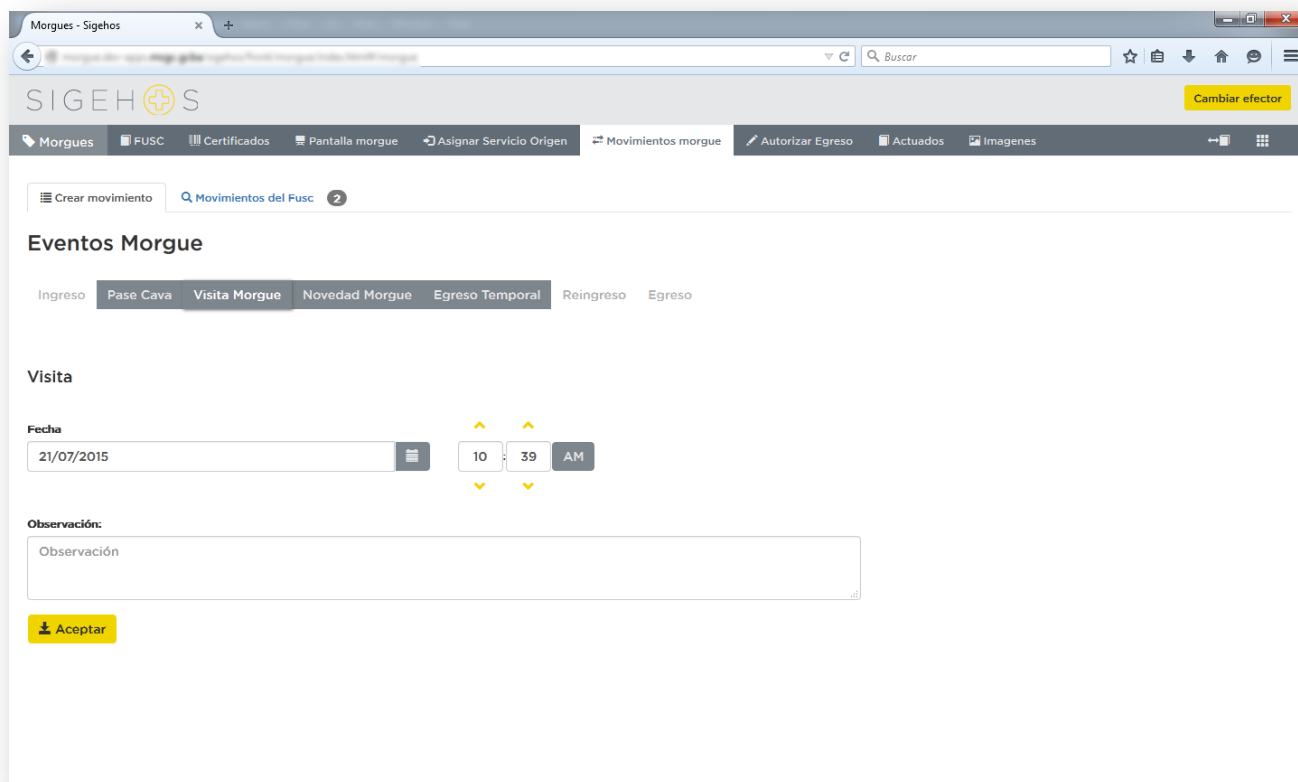 Morgues - Sigehos
Buscar
SIGEHOS
Cambiar efector
Morgues FUSC Certificados Pantalla morgue Asignar Servicio Origen Movimientos morgue Autorizar Egreso Actuados Imagenes
Crear movimiento Movimientos del Fusc 2
Eventos Morgue
Ingreso Pase Cava Visita Morgue Novedad Morgue Egreso Temporal Reingreso Egreso
Visita
Fecha
21/07/2015 10 : 39 AM
Observación:
Observación
Aceptar